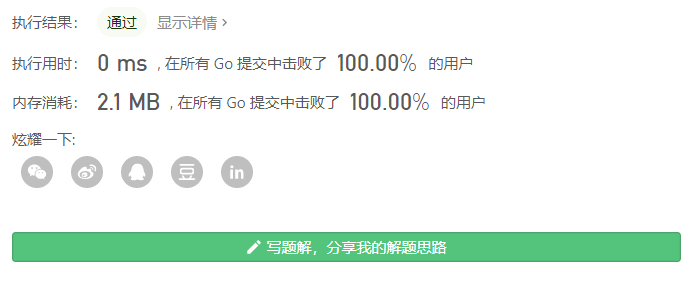 执行结果： 通过 显示详情 ›
执行用时： 0 ms , 在所有 Go 提交中击败了 100.00% 的用户
内存消耗： 2.1 MB , 在所有 Go 提交中击败了 100.00% 的用户
炫耀一下:
豆 in
写题解，分享我的解题思路